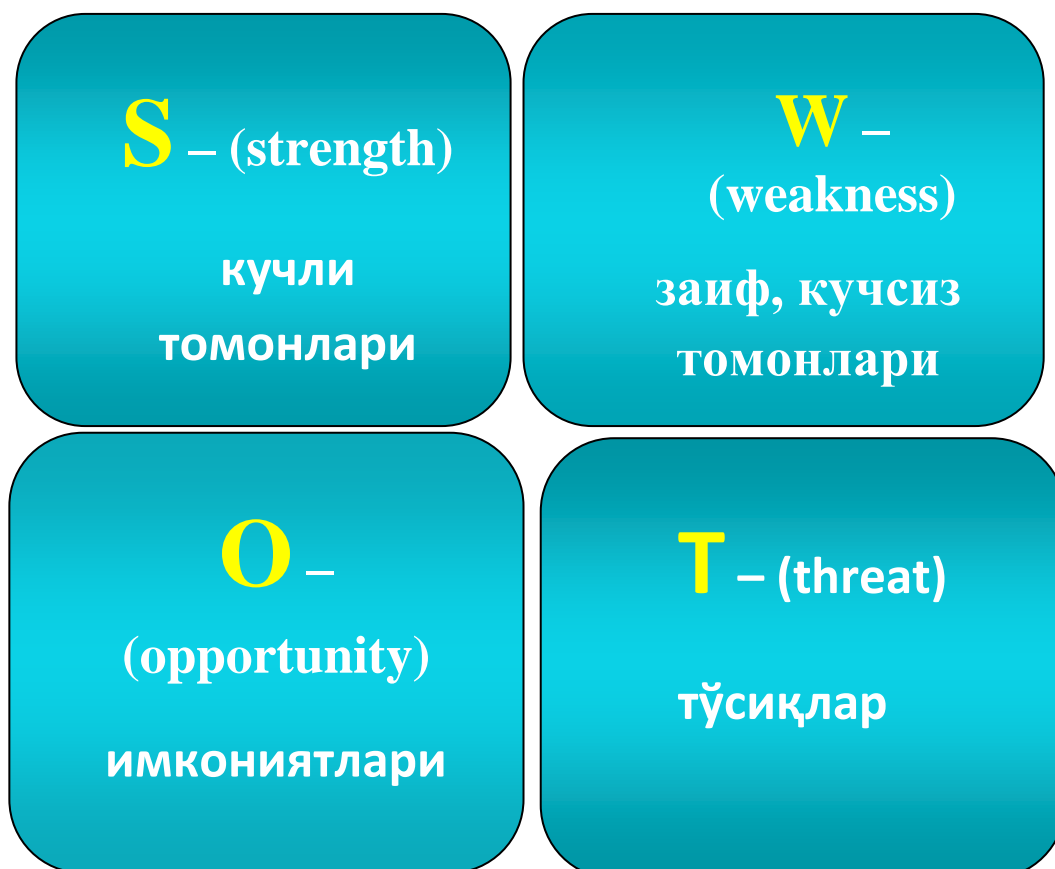 S – (strength)
кучли
томонлари
W –
(weakness)
заиф, кучсиз
томонлари
O –
(opportunity)
имкониятлари
T – (threat)
тўсиқлар